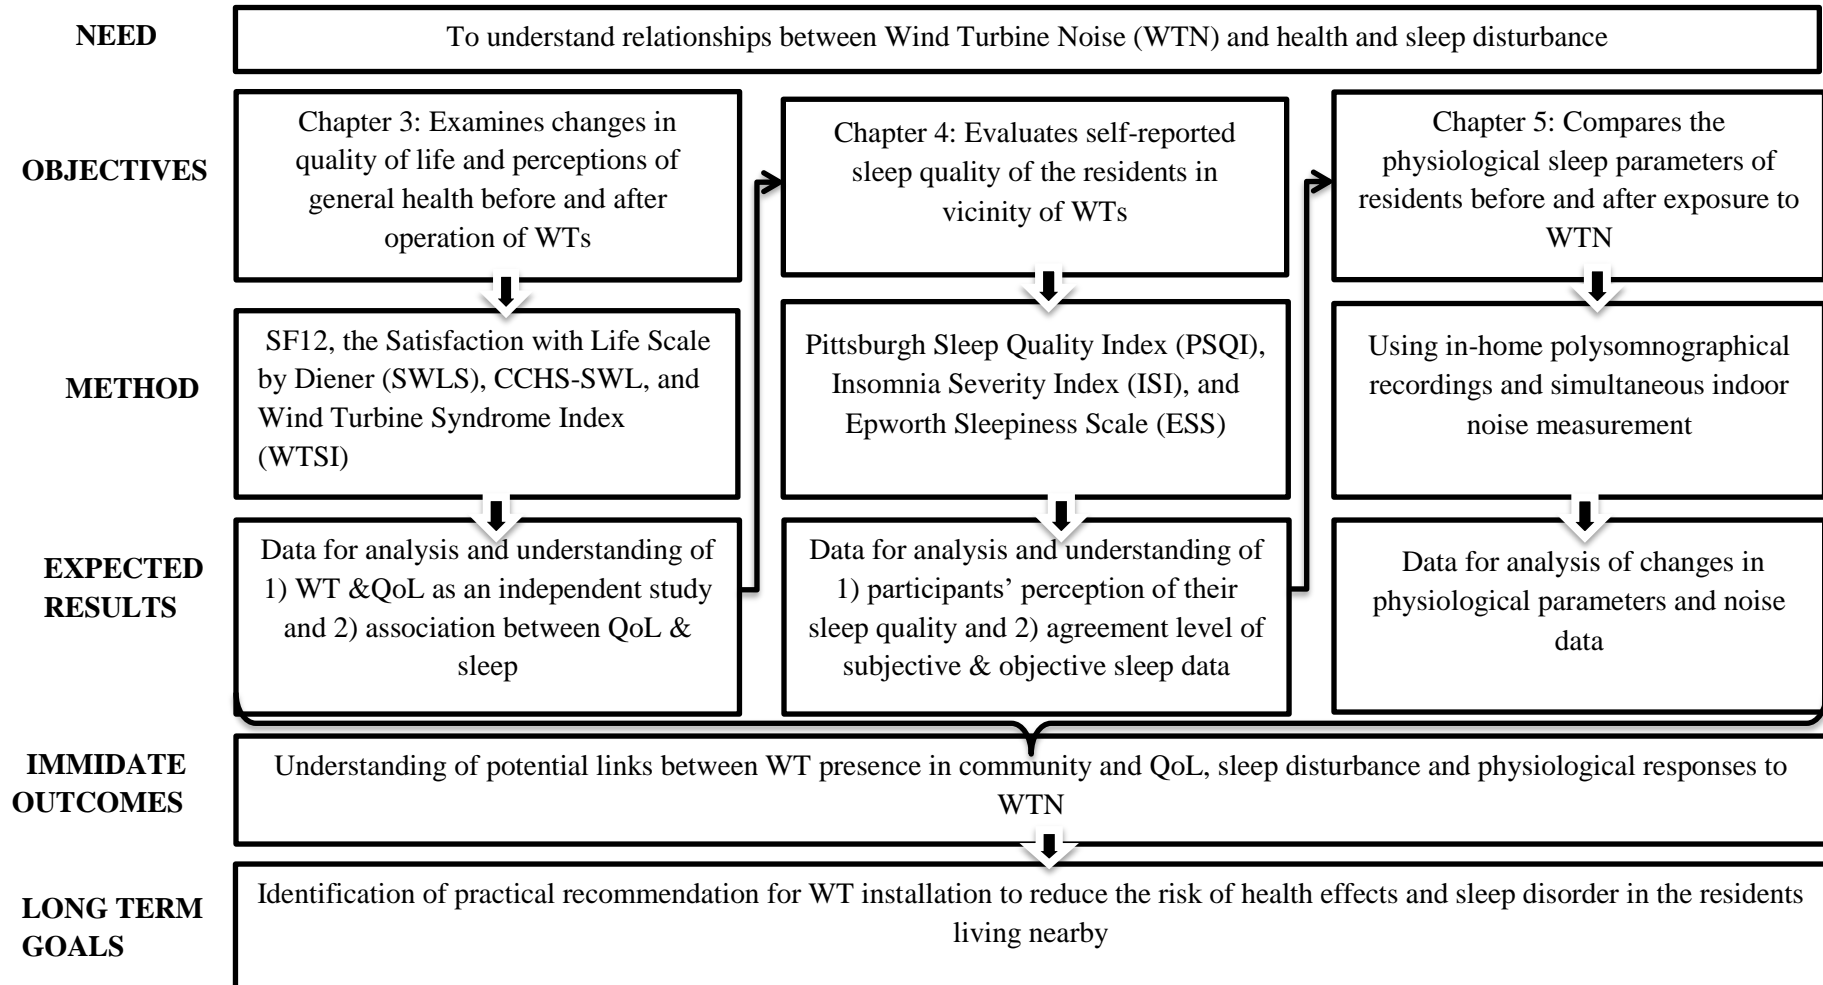 NEED
To understand relationships between Wind Turbine Noise (WTN) and health and sleep disturbance
OBJECTIVES
Chapter 3: Examines changes in
quality of life and perceptions of
general health before and after
operation of WTs
Chapter 4: Evaluates self-reported
sleep quality of the residents in
vicinity of WTs
Chapter 5: Compares the
physiological sleep parameters of
residents before and after exposure to
WTN
METHOD
SF12, the Satisfaction with Life Scale
by Diener (SWLS), CCHS-SWL, and
Wind Turbine Syndrome Index
(WTSI)
Pittsburgh Sleep Quality Index (PSQI),
Insomnia Severity Index (ISI), and
Epworth Sleepiness Scale (ESS)
Using in-home polysomnographical
recordings and simultaneous indoor
noise measurement
EXPECTED
RESULTS
Data for analysis and understanding of
1) WT &QoL as an independent study
and 2) association between QoL &
sleep
Data for analysis and understanding of
1) participants’ perception of their
sleep quality and 2) agreement level of
subjective & objective sleep data
Data for analysis of changes in
physiological parameters and noise
data
IMMIDATE
OUTCOMES
Understanding of potential links between WT presence in community and QoL, sleep disturbance and physiological responses to
WTN
LONG TERM
GOALS
Identification of practical recommendation for WT installation to reduce the risk of health effects and sleep disorder in the residents
living nearby